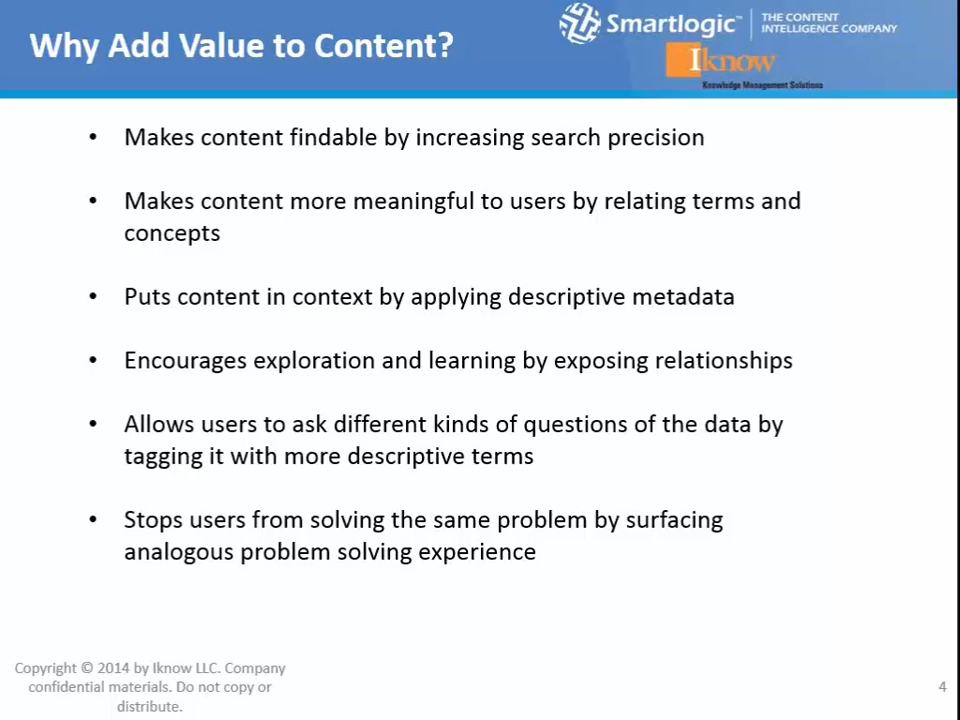 Why Add Value to Content?
Smartlogic™
THE CONTENT
INTELLIGENCE COMPANY
Iknow
Knowledge Management Solutions
• Makes content findable by increasing search precision
• Makes content more meaningful to users by relating terms and
concepts
• Puts content in context by applying descriptive metadata
• Encourages exploration and learning by exposing relationships
• Allows users to ask different kinds of questions of the data by
tagging it with more descriptive terms
• Stops users from solving the same problem by surfacing
analogous problem solving experience
Copyright © 2014 by Iknow LLC. Company
confidential materials. Do not copy or
distribute.
4